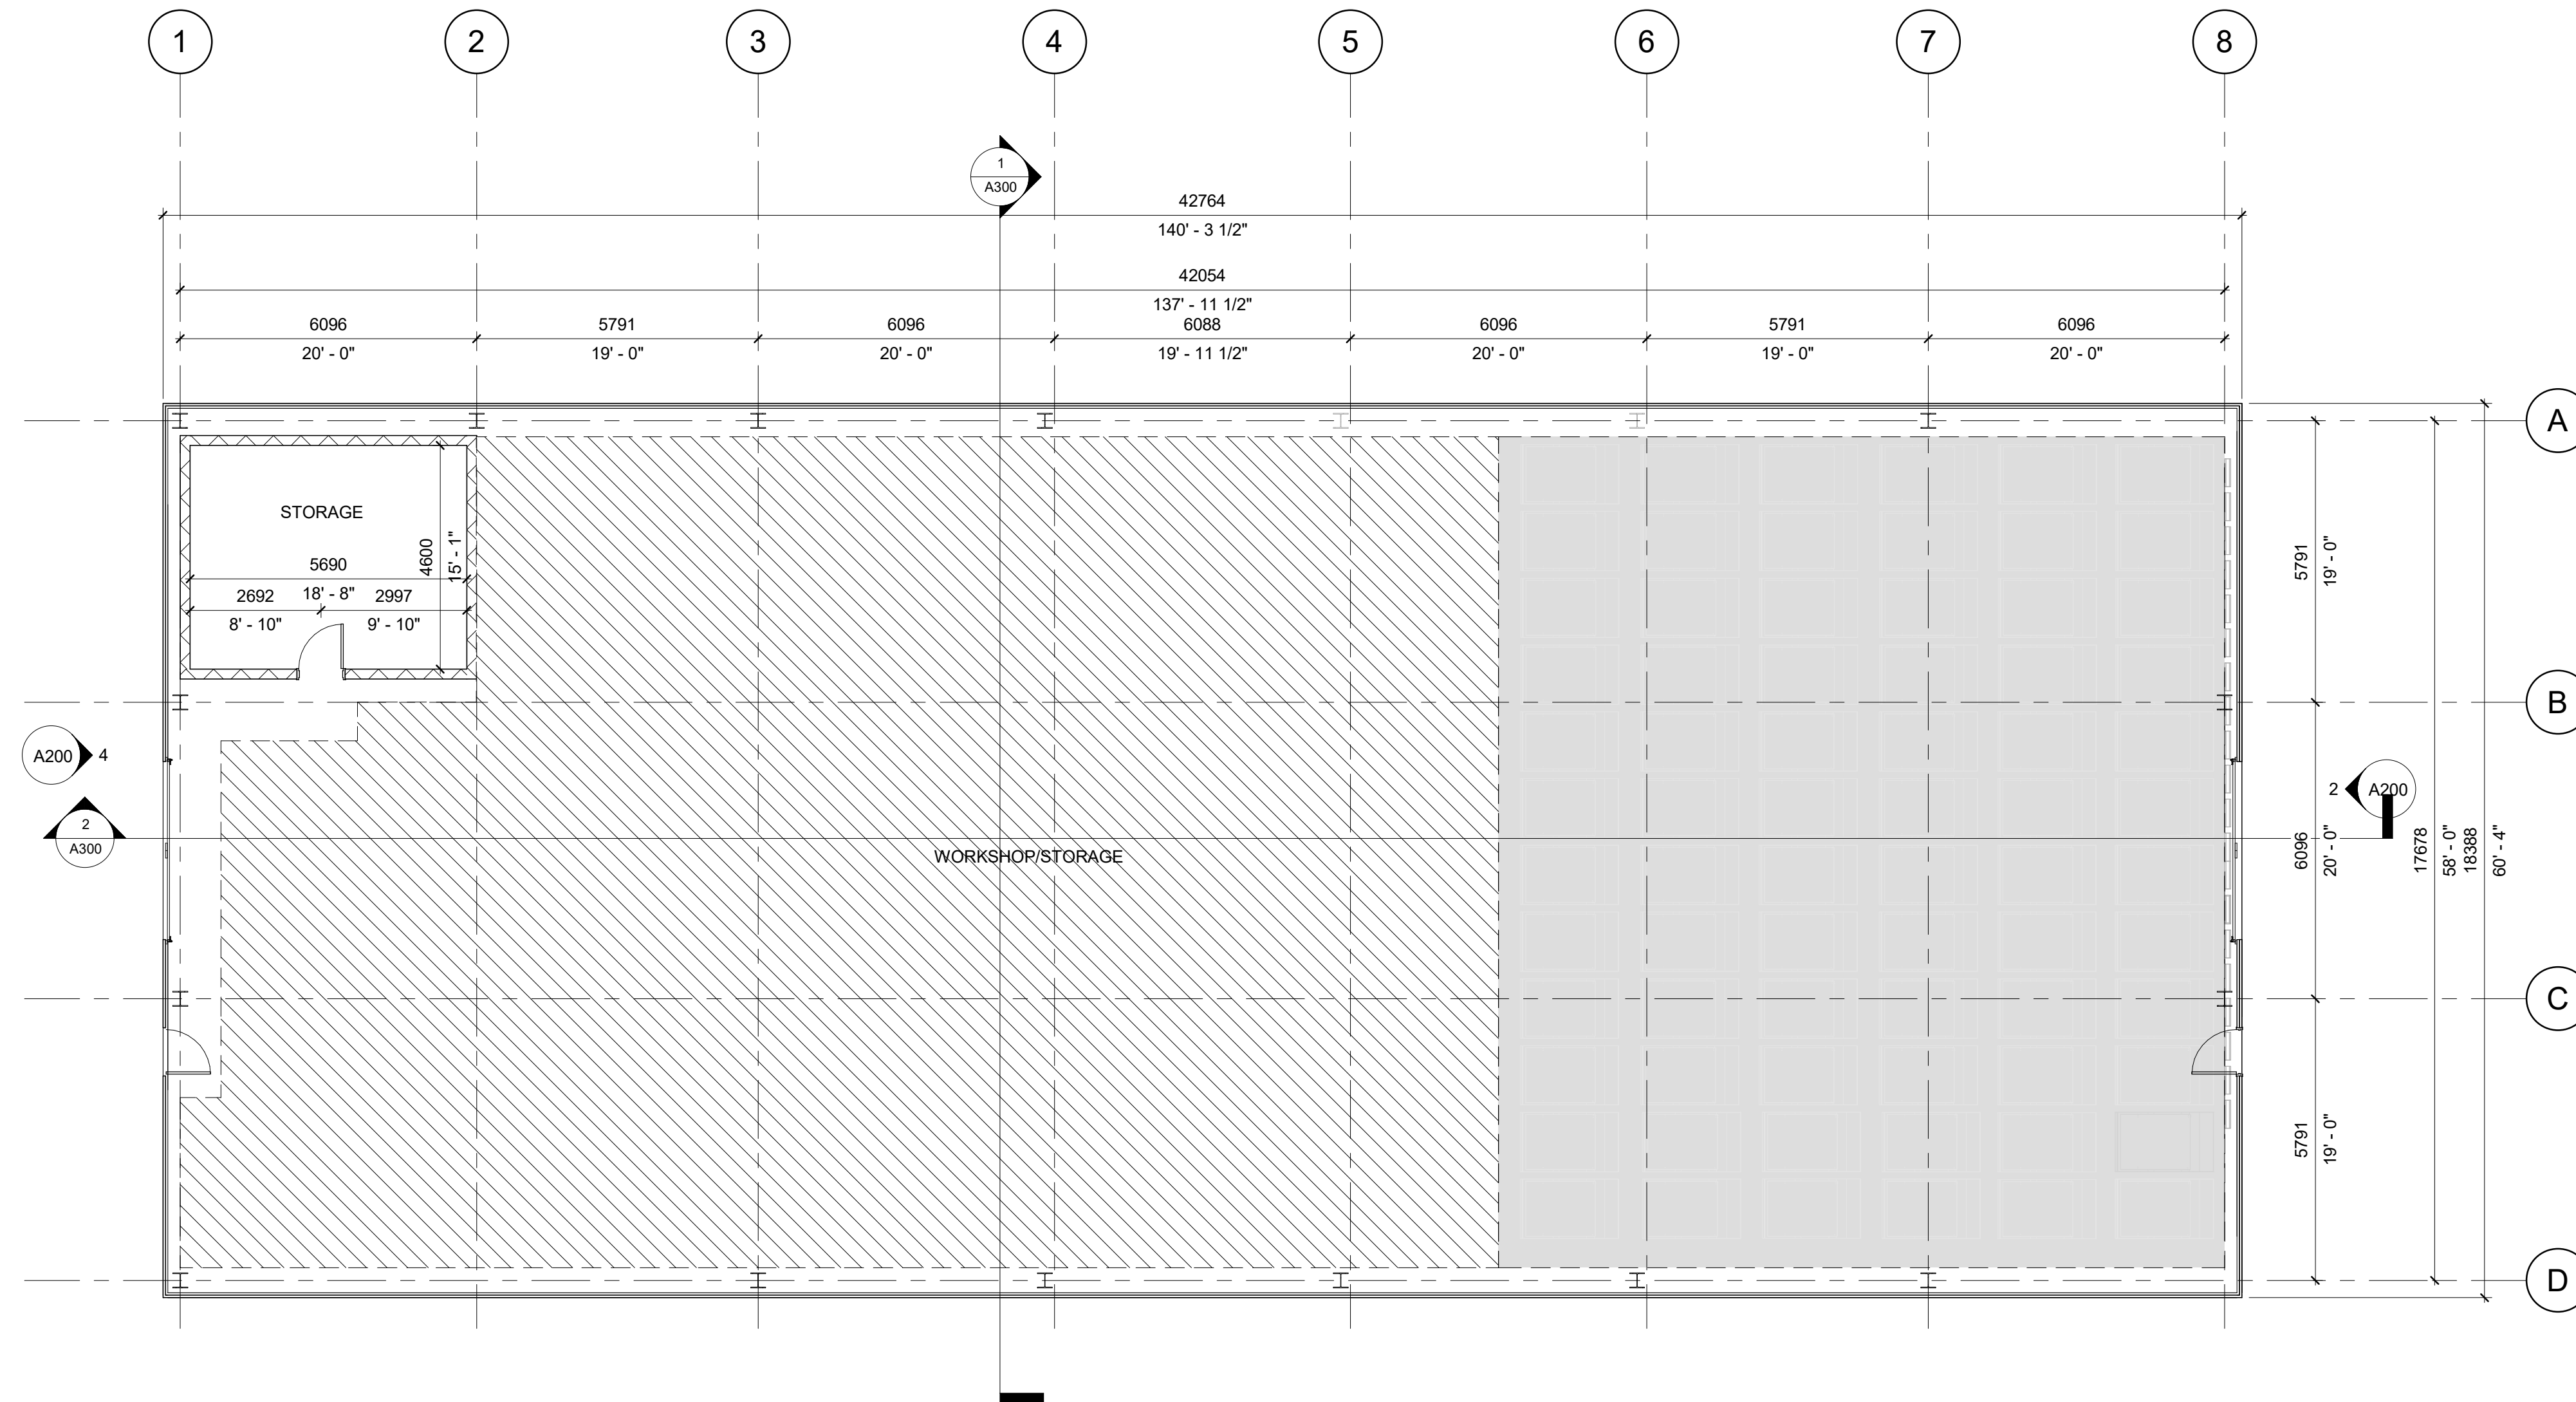 1 2 3 4 5 6 7 8
1
A300
42764
140' - 3 1/2"
42054
137' - 11 1/2"
6096 5791 6096 6088 6096 5791 6096
20' - 0" 19' - 0" 20' - 0" 19' - 11 1/2" 20' - 0" 19' - 0" 20' - 0"
A
STORAGE
5690
18' - 8"
4600
15' - 1"
2692 2997
8' - 10" 9' - 10"
5791
19' - 0"
B
A200 4
2 A200
2
A300
WORKSHOP/STORAGE
6096
20' - 0"
17678
58' - 0"
18388
60' - 4"
C
5791
19' - 0"
D